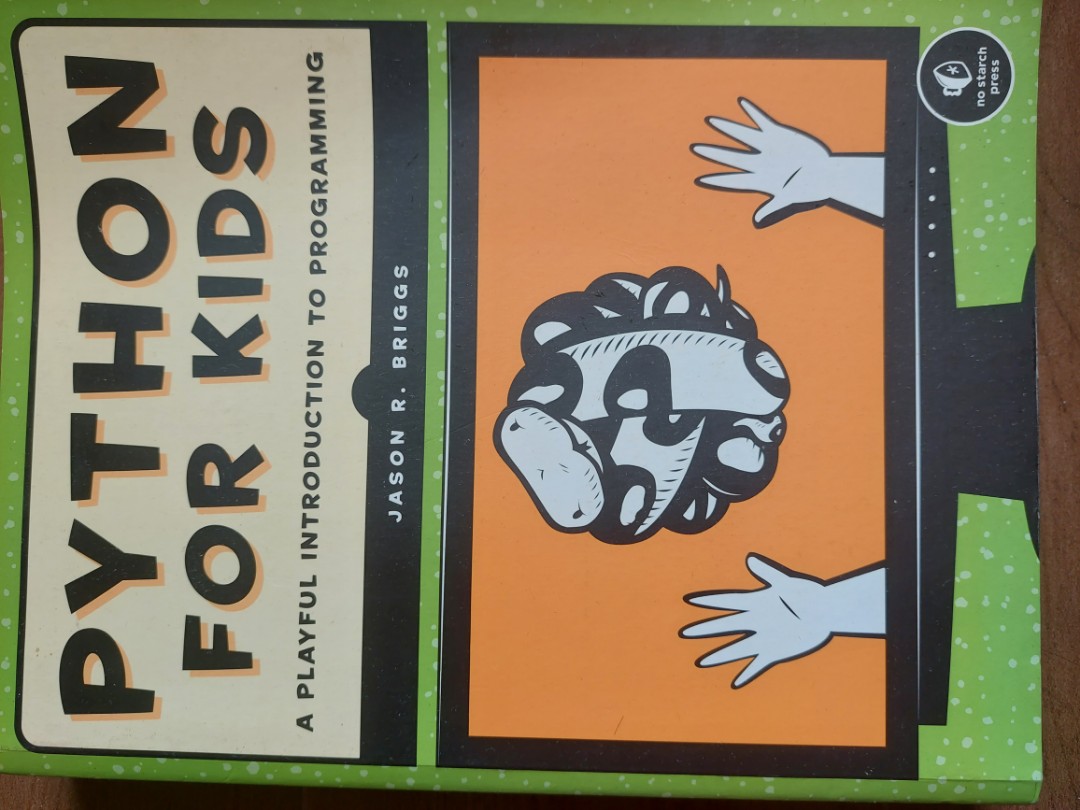 PYTHON
FOR KIDS
A PLAYFUL INTRODUCTION TO PROGRAMMING
JASON R. BRIGGS
no starch
press